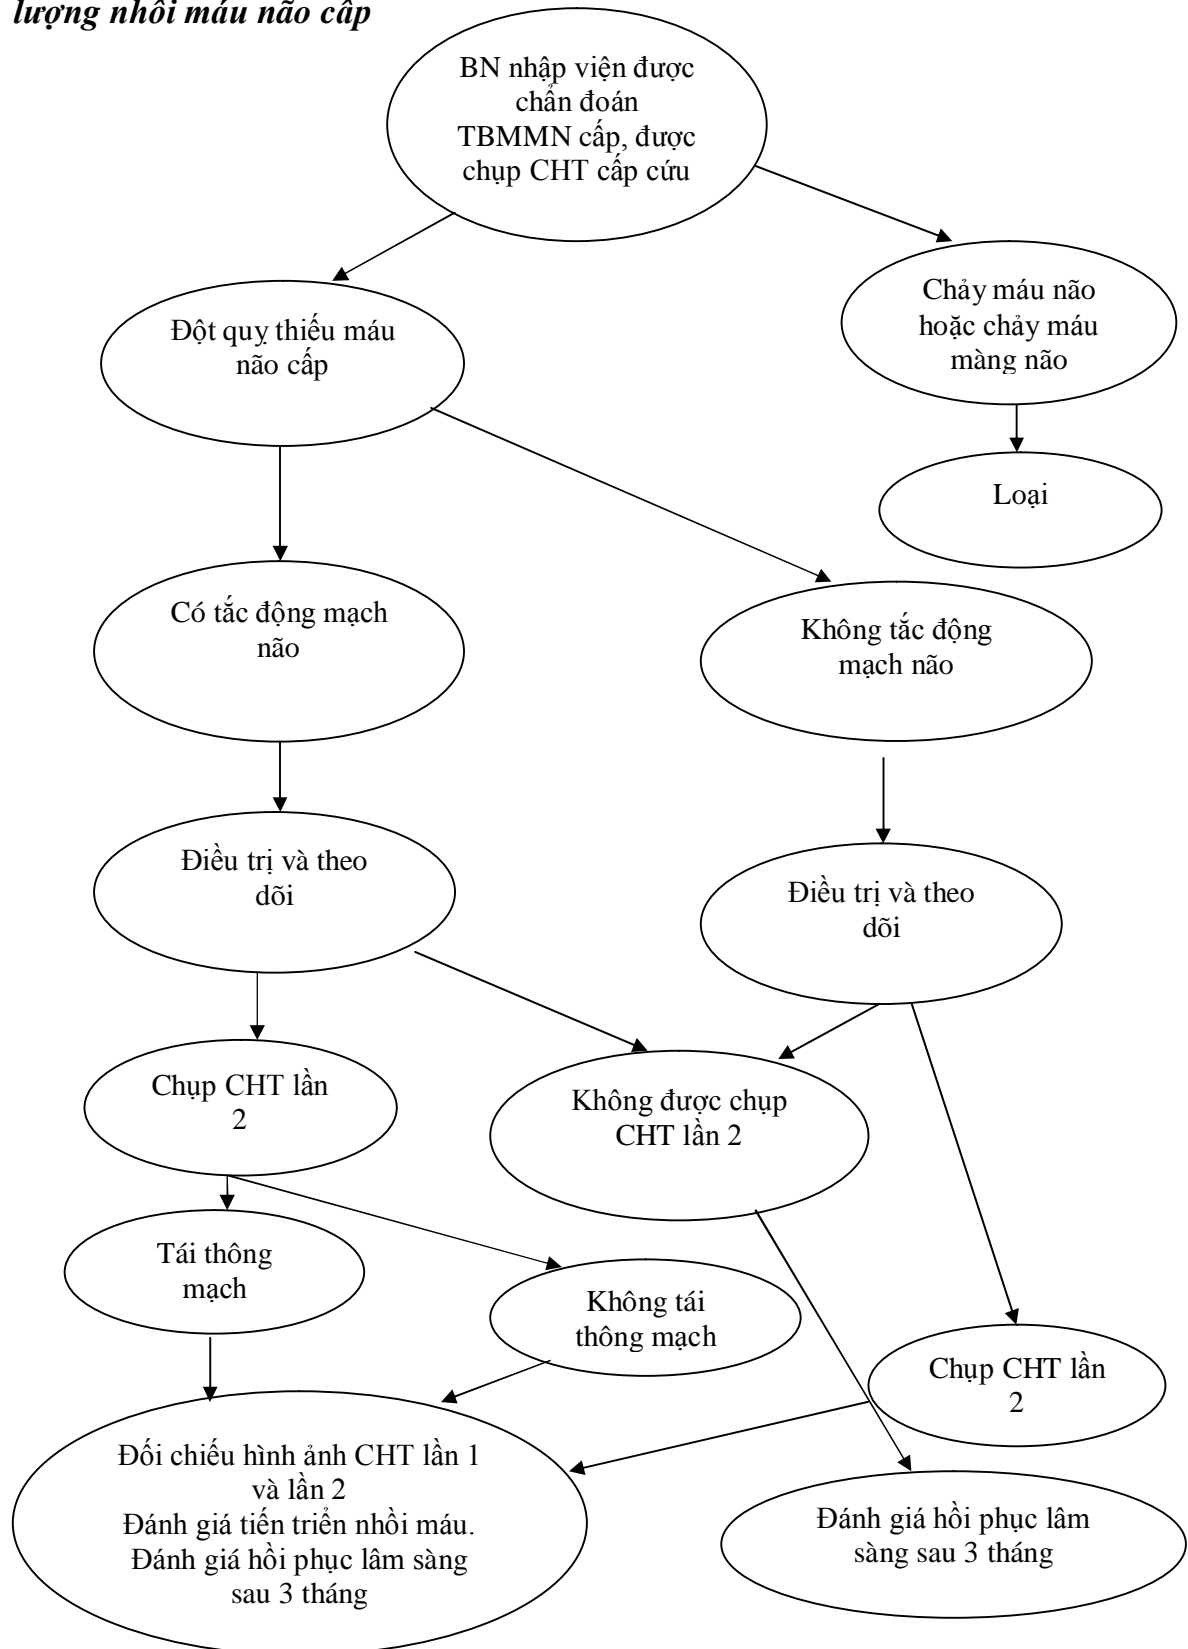 lượng nhồi máu não cấp
BN nhập viện được
chẩn đoán
TBMMN cấp, được
chụp CHT cấp cứu
Đột quỵ thiếu máu
não cấp
Chảy máu não
hoặc chảy máu
màng não
Loại
Có tắc động mạch
não
Không tắc động
mạch não
Điều trị và theo
dõi
Điều trị và theo
dõi
Chụp CHT lần
2
Không được chụp
CHT lần 2
Tái thông
mạch
Không tái
thông mạch
Chụp CHT lần
2
Đối chiếu hình ảnh CHT lần 1
và lần 2
Đánh giá tiến triển nhồi máu.
Đánh giá hồi phục lâm sàng
sau 3 tháng
Đánh giá hồi phục lâm
sàng sau 3 tháng